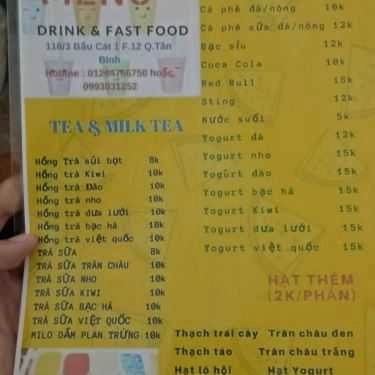 MENU
DRINK & FAST FOOD
116/3 Bầu Cát 1 F.12 Q.Tân
Bình
Hotline : hoặc
0993031252
TEA & MILK TEA
Hồng Trà sủi bọt 8k
Hồng trà Kiwi 10k
Hồng trà Đào 10k
Hồng trà nho 10k
Hồng trà dưa lưới 10k
Hồng trà bạc hà 10k
Hồng trà việt quốc 10k
TRÀ SỮA 8k
TRÀ SỮA TRÂN CHÂU 10k
TRÀ SỮA NHO 10k
TRÀ SỮA KIWI 10k
TRÀ SỮA BẠC HÀ 10k
TRÀ SỮA VIỆT QUỐC 10k
MILO DẦM PLAN TRỨNG 10k
Cà phê đá/nóng 10k
Cà phê sữa đá/nóng 12k
Bạc sỉu 12k
Coca Cola 10k
Red Bull 15k
Sting 12k
Nước suối 5k
Yogurt đá 12k
Yogurt nho 15k
Yogurt đào 15k
Yogurt bạc hà 15k
Yogurt Kiwi 15k
Yogurt dưa lưới 15k
Yogurt việt quốc 15k
HẠT THÊM
(2K/PHẦN)
Thạch trái cây Trân châu đen
Thạch táo Trân châu trắng
Hạt lô hội Hạt Yogurt